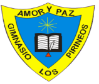 AMOR Y PAZ
GIMNASIO LOS PIRINEOS